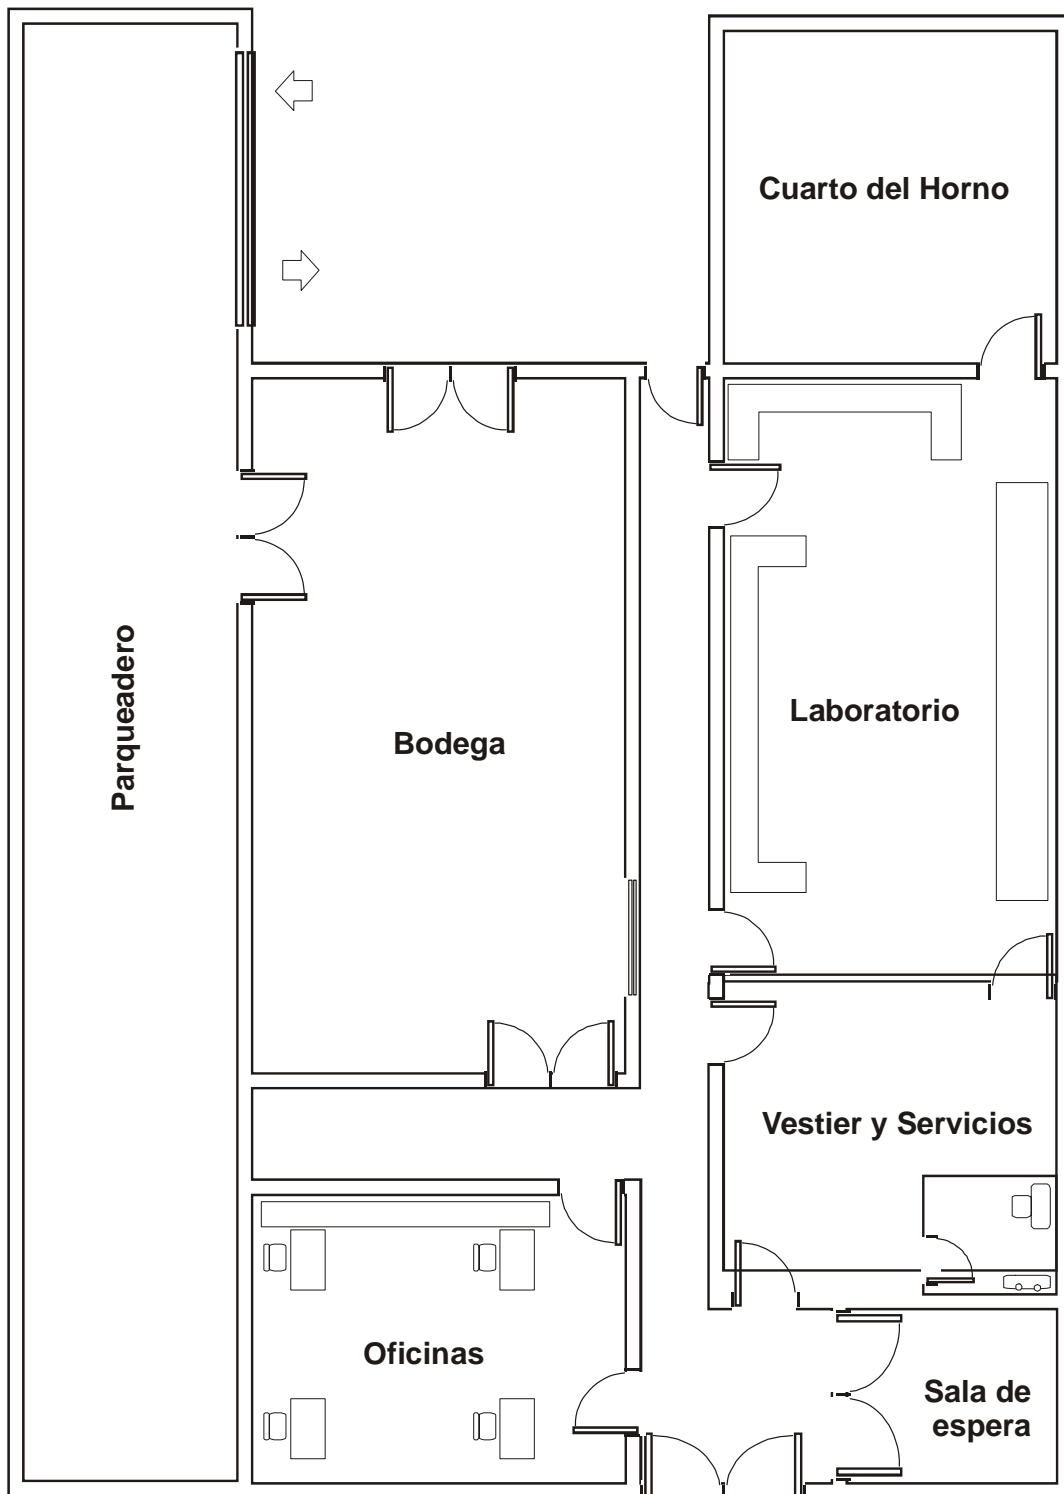 Cuarto del Horno
Parqueadero
Bodega
Laboratorio
Vestier y Servicios
Oficinas
Sala de
espera